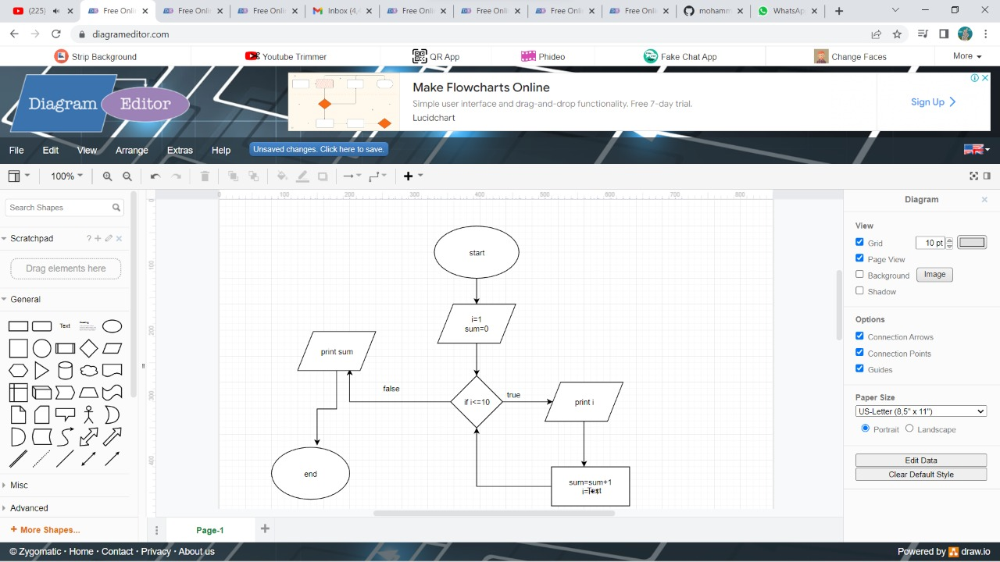 (225)
Free Onli
Free Onli
Free Onli
Inbox (4,
Free Onli
Free Onli
Free Onli
Free Onli
mohamm
WhatsAp
diagrameditor.com
Strip Background
Youtube Trimmer
QR App
Phideo
Fake Chat App
Change Faces
More
Diagram Editor
Make Flowcharts Online
Simple user interface and drag-and-drop functionality. Free 7-day trial.
Lucidchart
Sign Up
File Edit View Arrange Extras Help
Unsaved changes. Click here to save.
100%
Search Shapes
Scratchpad
Drag elements here
General
Text
Heading
Misc
Advanced
+ More Shapes...
0 100 200 300 400 500 600 700 800
0
100
200
300
400
start
i=1
sum=0
print sum
false
if i<=10
true
print i
end
sum=sum+1
Text
Page-1
Diagram
View
Grid
10 pt
Page View
Background
Image
Shadow
Options
Connection Arrows
Connection Points
Guides
Paper Size
US-Letter (8,5" x 11")
Portrait
Landscape
Edit Data
Clear Default Style
© Zygomatic · Home · Contact · Privacy · About us
Powered by draw.io